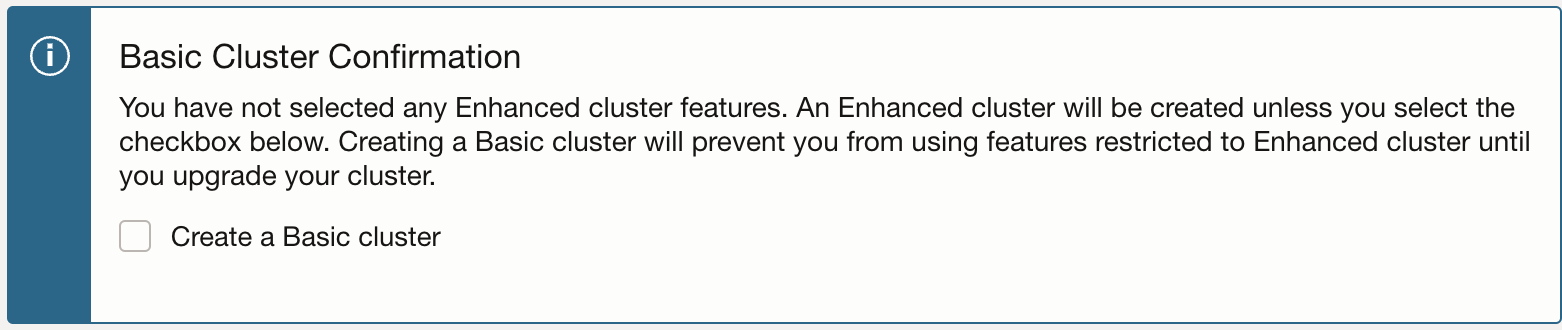 Basic Cluster Confirmation
You have not selected any Enhanced cluster features. An Enhanced cluster will be created unless you select the
checkbox below. Creating a Basic cluster will prevent you from using features restricted to Enhanced cluster until
you upgrade your cluster.
Create a Basic cluster